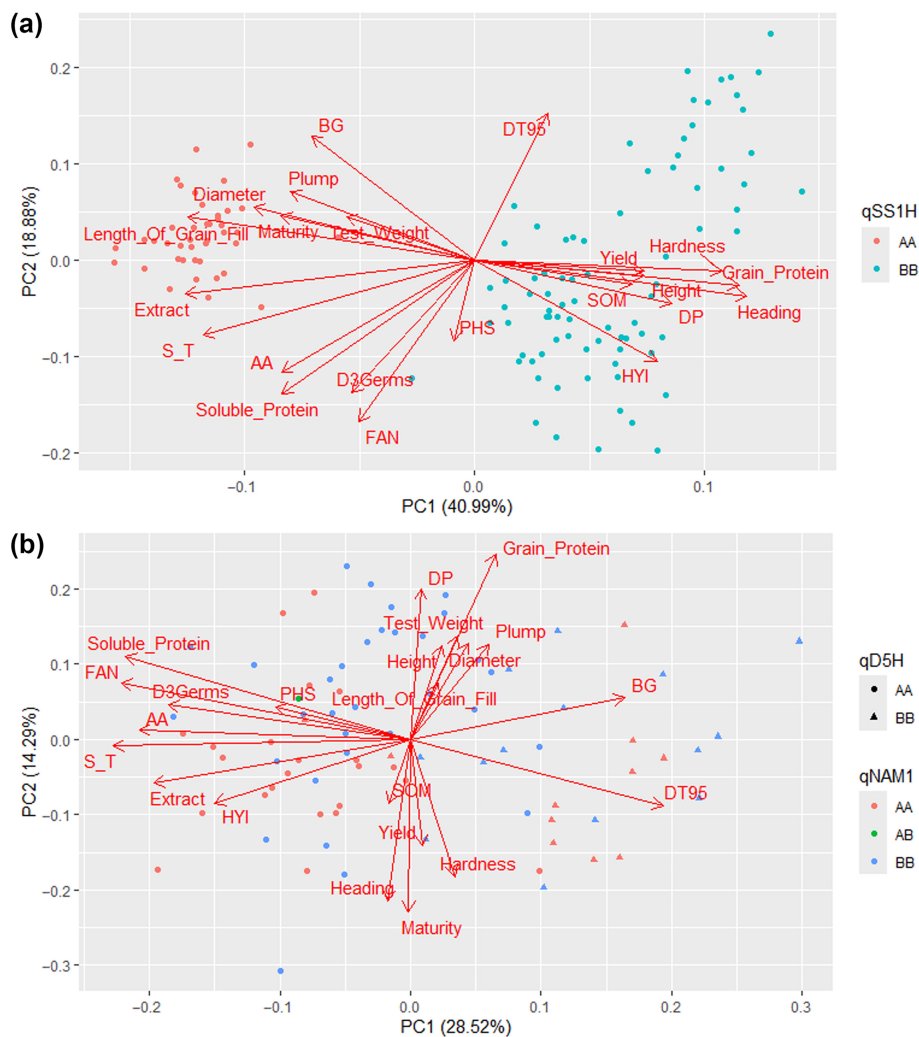 (a)
0.2
0.1
0.0
−0.1
−0.2
PC2 (18.88%)
BG
DT95
Plump
Diameter
Length_Of_Grain_Fill
Maturity
Test_Weight
Hardness
Yield
Grain_Protein
SOM
Height
Heading
DP
Extract
PHS
S_T
AA
D3Germs
HYI
Soluble_Protein
FAN
−0.1
0.0
0.1
PC1 (40.99%)
qSS1H
AA
BB
(b)
0.2
0.1
0.0
−0.1
−0.2
−0.3
PC2 (14.29%)
Grain_Protein
DP
Test_Weight
Plump
Soluble_Protein
Height
Diameter
FAN
D3Germs
PHS
Length_Of_Grain_Fill
BG
AA
S_T
Extract
SOM
DT95
HYI
Yield
Hardness
Heading
Maturity
−0.2
−0.1
0.0
0.1
0.2
0.3
PC1 (28.52%)
qD5H
AA
BB
qNAM1
AA
AB
BB